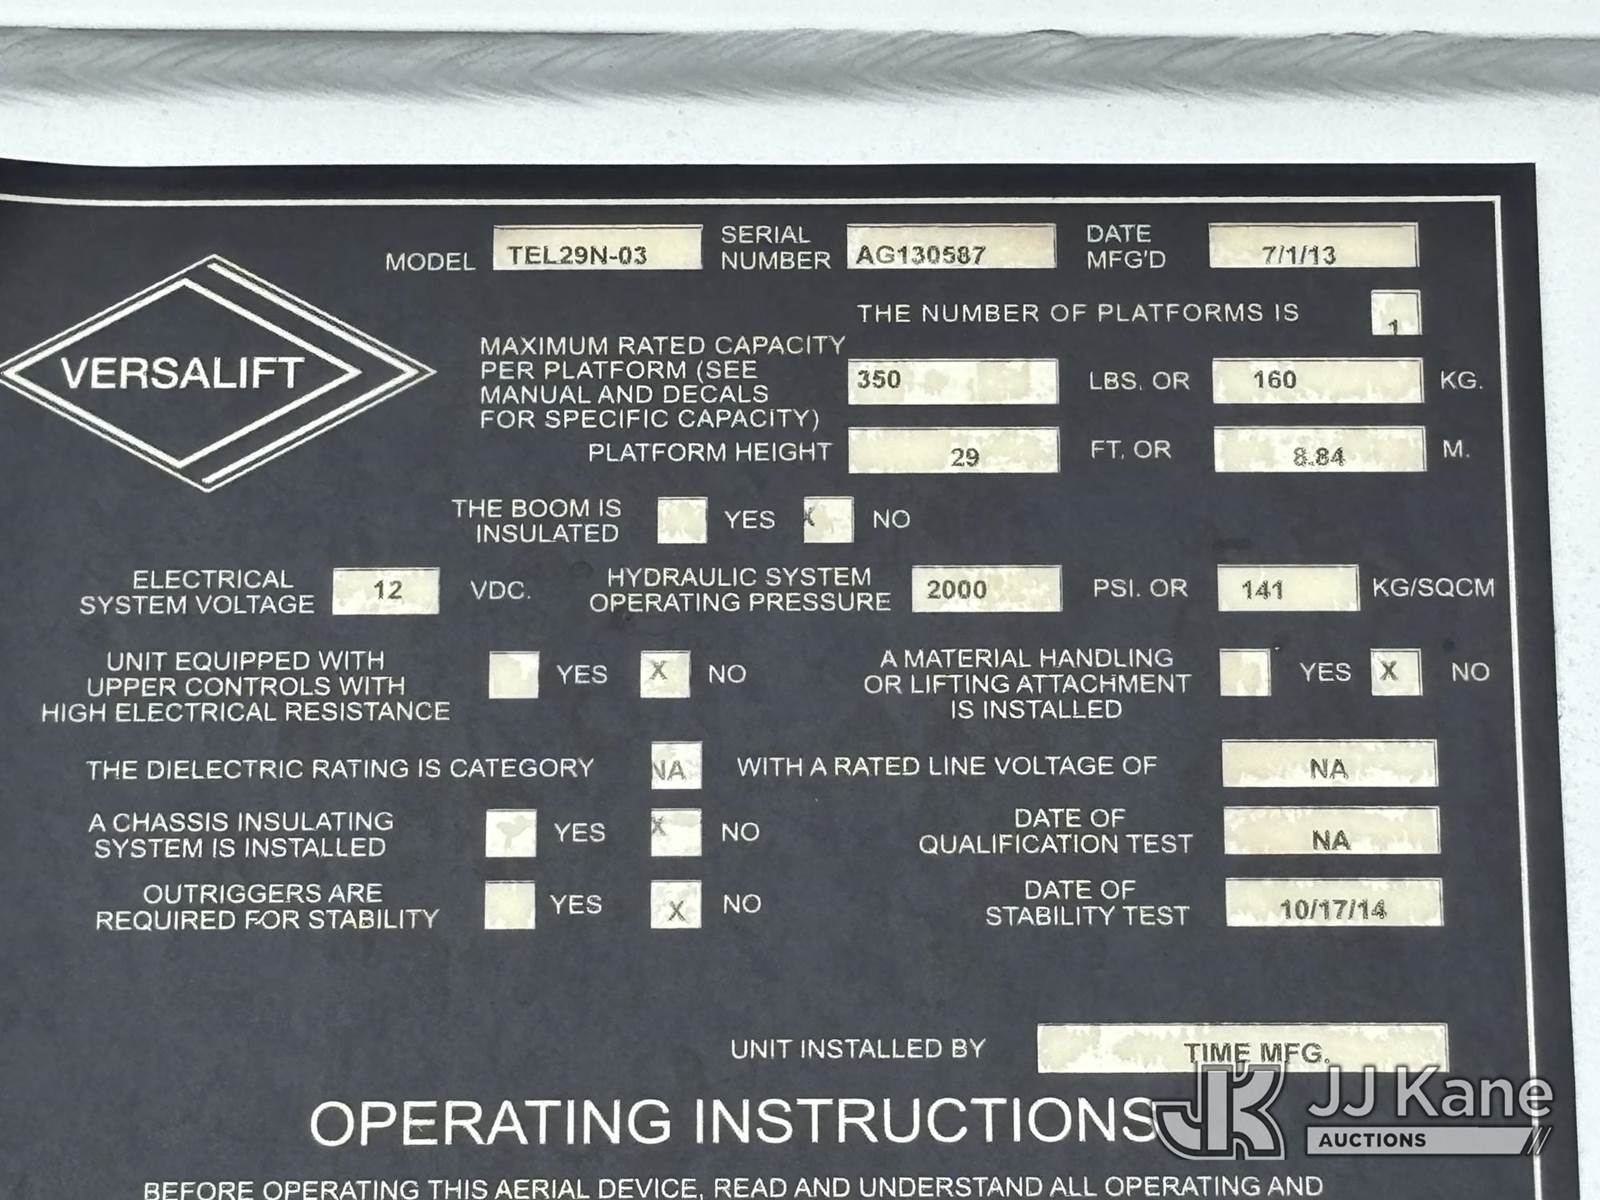 MODEL TEL29N-03 SERIAL NUMBER AG130587 DATE MFG'D 7/1/13
VERSALIFT
THE NUMBER OF PLATFORMS IS 1
MAXIMUM RATED CAPACITY
PER PLATFORM (SEE
MANUAL AND DECALS
FOR SPECIFIC CAPACITY) 350 LBS. OR 160 KG.
PLATFORM HEIGHT 29 FT. OR 8.84 M.
THE BOOM IS
INSULATED YES X NO
ELECTRICAL
SYSTEM VOLTAGE 12 VDC.
HYDRAULIC SYSTEM
OPERATING PRESSURE 2000 PSI. OR 141 KG/SQCM
UNIT EQUIPPED WITH
UPPER CONTROLS WITH
HIGH ELECTRICAL RESISTANCE YES X NO
A MATERIAL HANDLING
OR LIFTING ATTACHMENT
IS INSTALLED YES X NO
THE DIELECTRIC RATING IS CATEGORY NA WITH A RATED LINE VOLTAGE OF NA
A CHASSIS INSULATING
SYSTEM IS INSTALLED YES X NO
DATE OF
QUALIFICATION TEST NA
OUTRIGGERS ARE
REQUIRED FOR STABILITY YES X NO
DATE OF
STABILITY TEST 10/17/14
UNIT INSTALLED BY TIME MFG.
OPERATING INSTRUCTIONS
BEFORE OPERATING THIS AERIAL DEVICE, READ AND UNDERSTAND ALL OPERATING AND
JJK JJ Kane
AUCTIONS